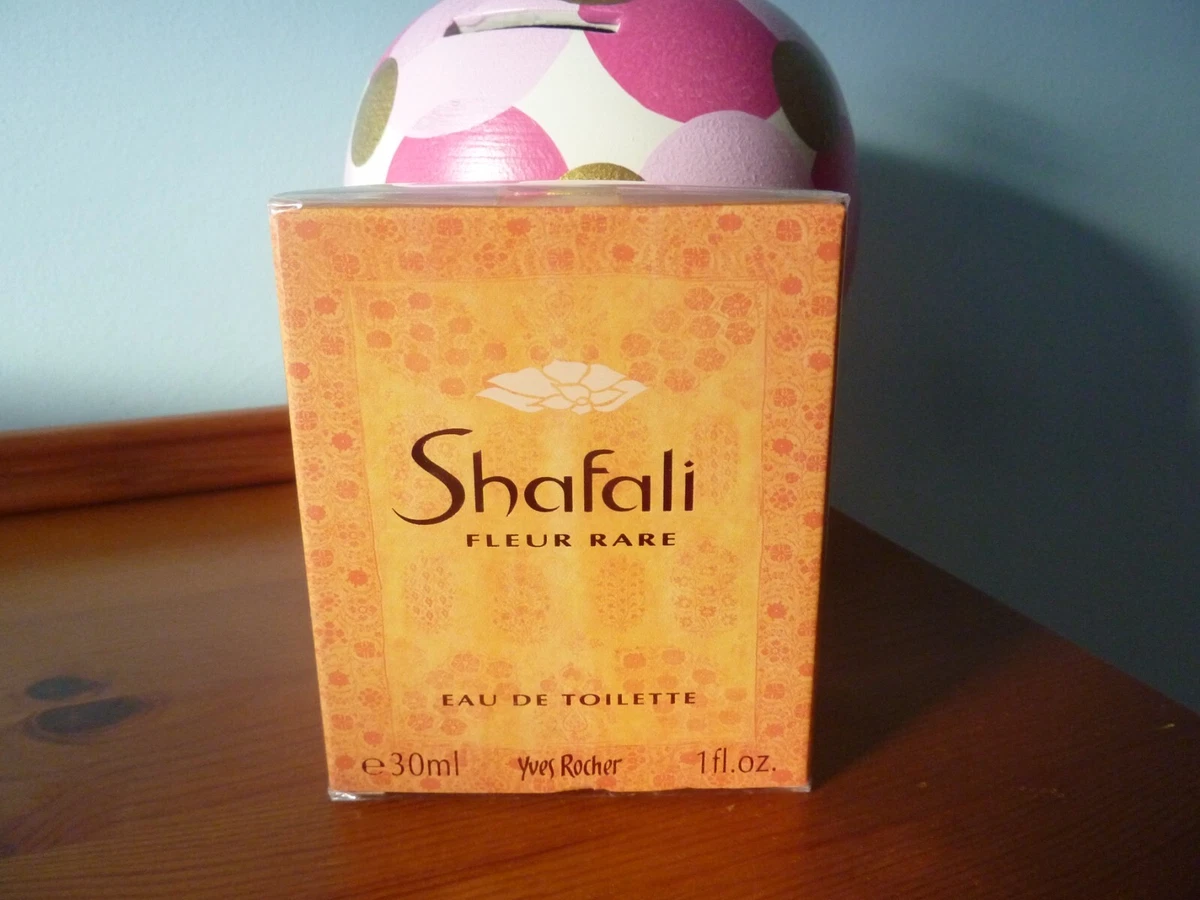 Shafali
FLEUR RARE
EAU DE TOILETTE
℮30ml Yves Rocher 1fl.oz.